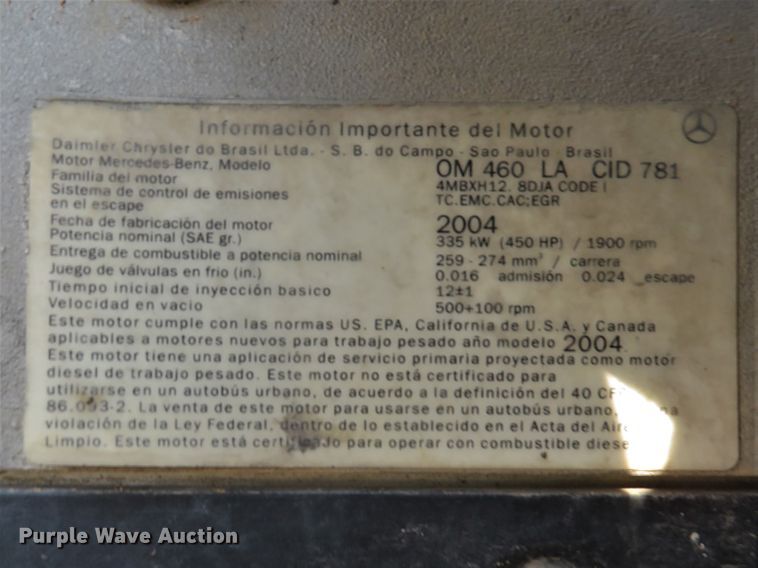 Información Importante del Motor
Daimler Chrysler do Brasil Ltda. - S. B. do Campo - Sao Paulo - Brasil
Motor Mercedes-Benz, Modelo OM 460 LA CID 781
Familia del motor 4MBXH12. 8DJA CODE I
Sistema de control de emisiones
en el escape TC.EMC.CAC;EGR
Fecha de fabricación del motor 2004
Potencia nominal (SAE gr.) 335 kW (450 HP) / 1900 rpm
Entrega de combustible a potencia nominal 259 - 274 mm³ / carrera
Juego de válvulas en frio (in.) 0.016 admisión 0.024 escape
Tiempo inicial de inyección basico 12±1
Velocidad en vacio 500+100 rpm
Este motor cumple con las normas US. EPA, California de U.S.A. y Canada
aplicables a motores nuevos para trabajo pesado año modelo 2004.
Este motor tiene una aplicación de servicio primaria proyectada como motor
diesel de trabajo pesado. Este motor no está certificado para
utilizarse en un autobús urbano, de acuerdo a la definición del 40
86.093-2. La venta de este motor para usarse en un autobús urbano,
violación de la Ley Federal, dentro de lo establecido en el Acta del
Limpio. Este motor está certificado para operar con combustible
Purple Wave Auction